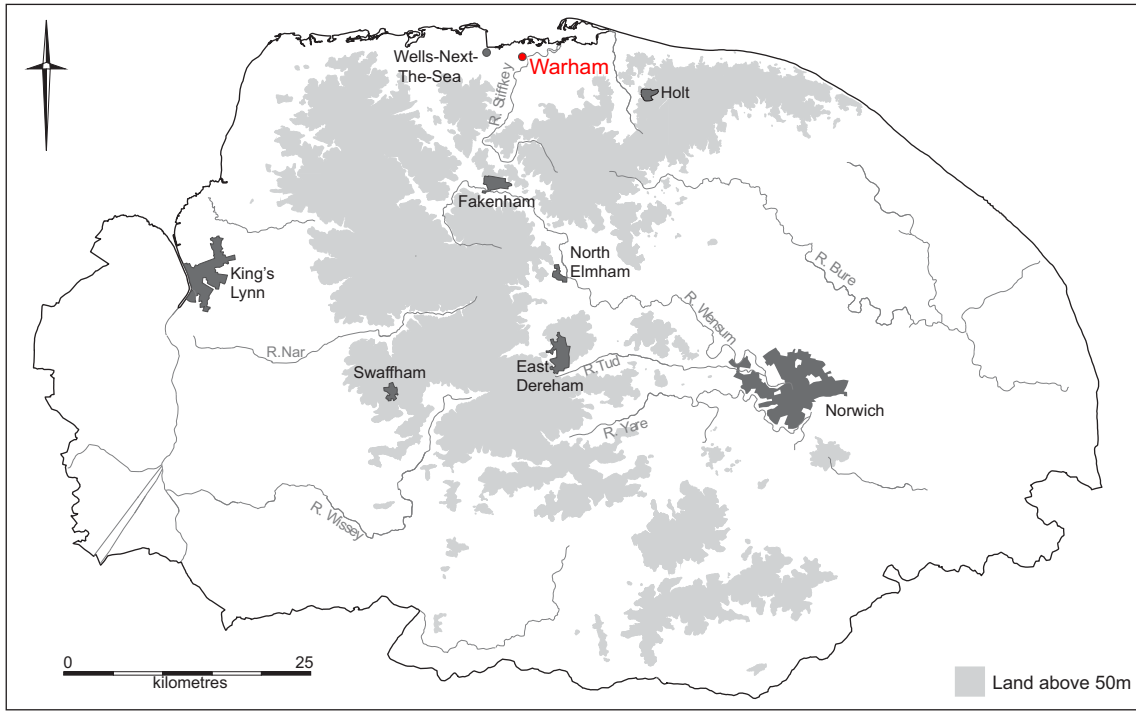 Wells-Next-
The-Sea
Warham
R. Stiffkey
Holt
Fakenham
King's
Lynn
North
Elmham
R. Bure
R. Wensum
R.Nar
Swaffham
East
Dereham
R.Tud
Norwich
R. Yare
R. Wissey
0
25
kilometres
Land above 50m